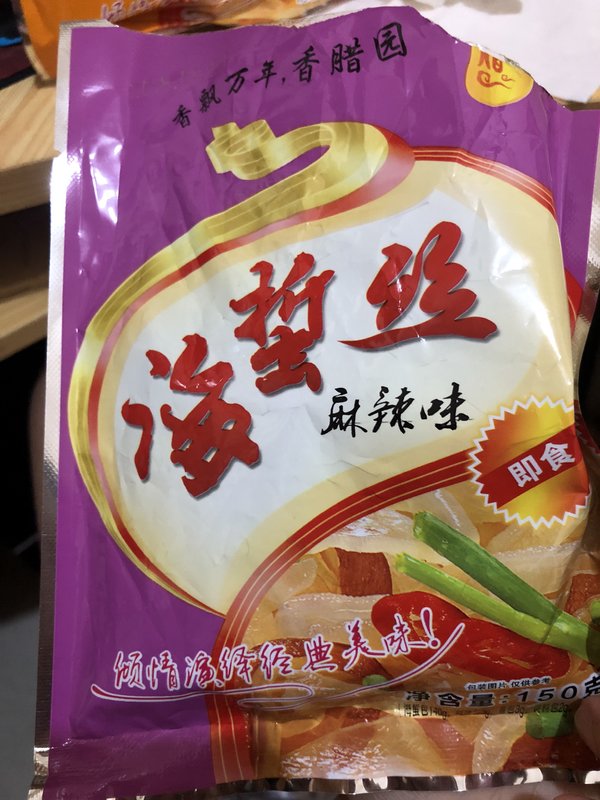 香飘万年,香腊园
海蜇丝
麻辣味
即食
倾情演绎经典美味!
包装图片,仅供参考
净含量:150克